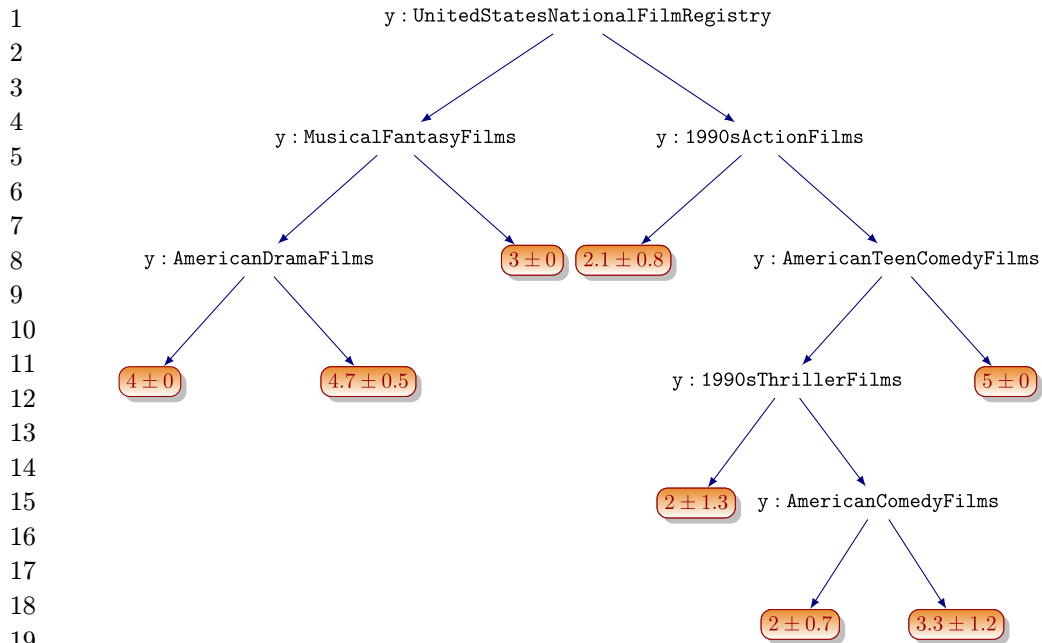 1
y : UnitedStatesNationalFilmRegistry
2
3
4
y : MusicalFantasyFilms
y : 1990sActionFilms
5
6
7
8
y : AmericanDramaFilms
3 ± 0
2.1 ± 0.8
y : AmericanTeenComedyFilms
9
10
11
4 ± 0
4.7 ± 0.5
y : 1990sThrillerFilms
5 ± 0
12
13
14
15
2 ± 1.3
y : AmericanComedyFilms
16
17
18
2 ± 0.7
3.3 ± 1.2
19